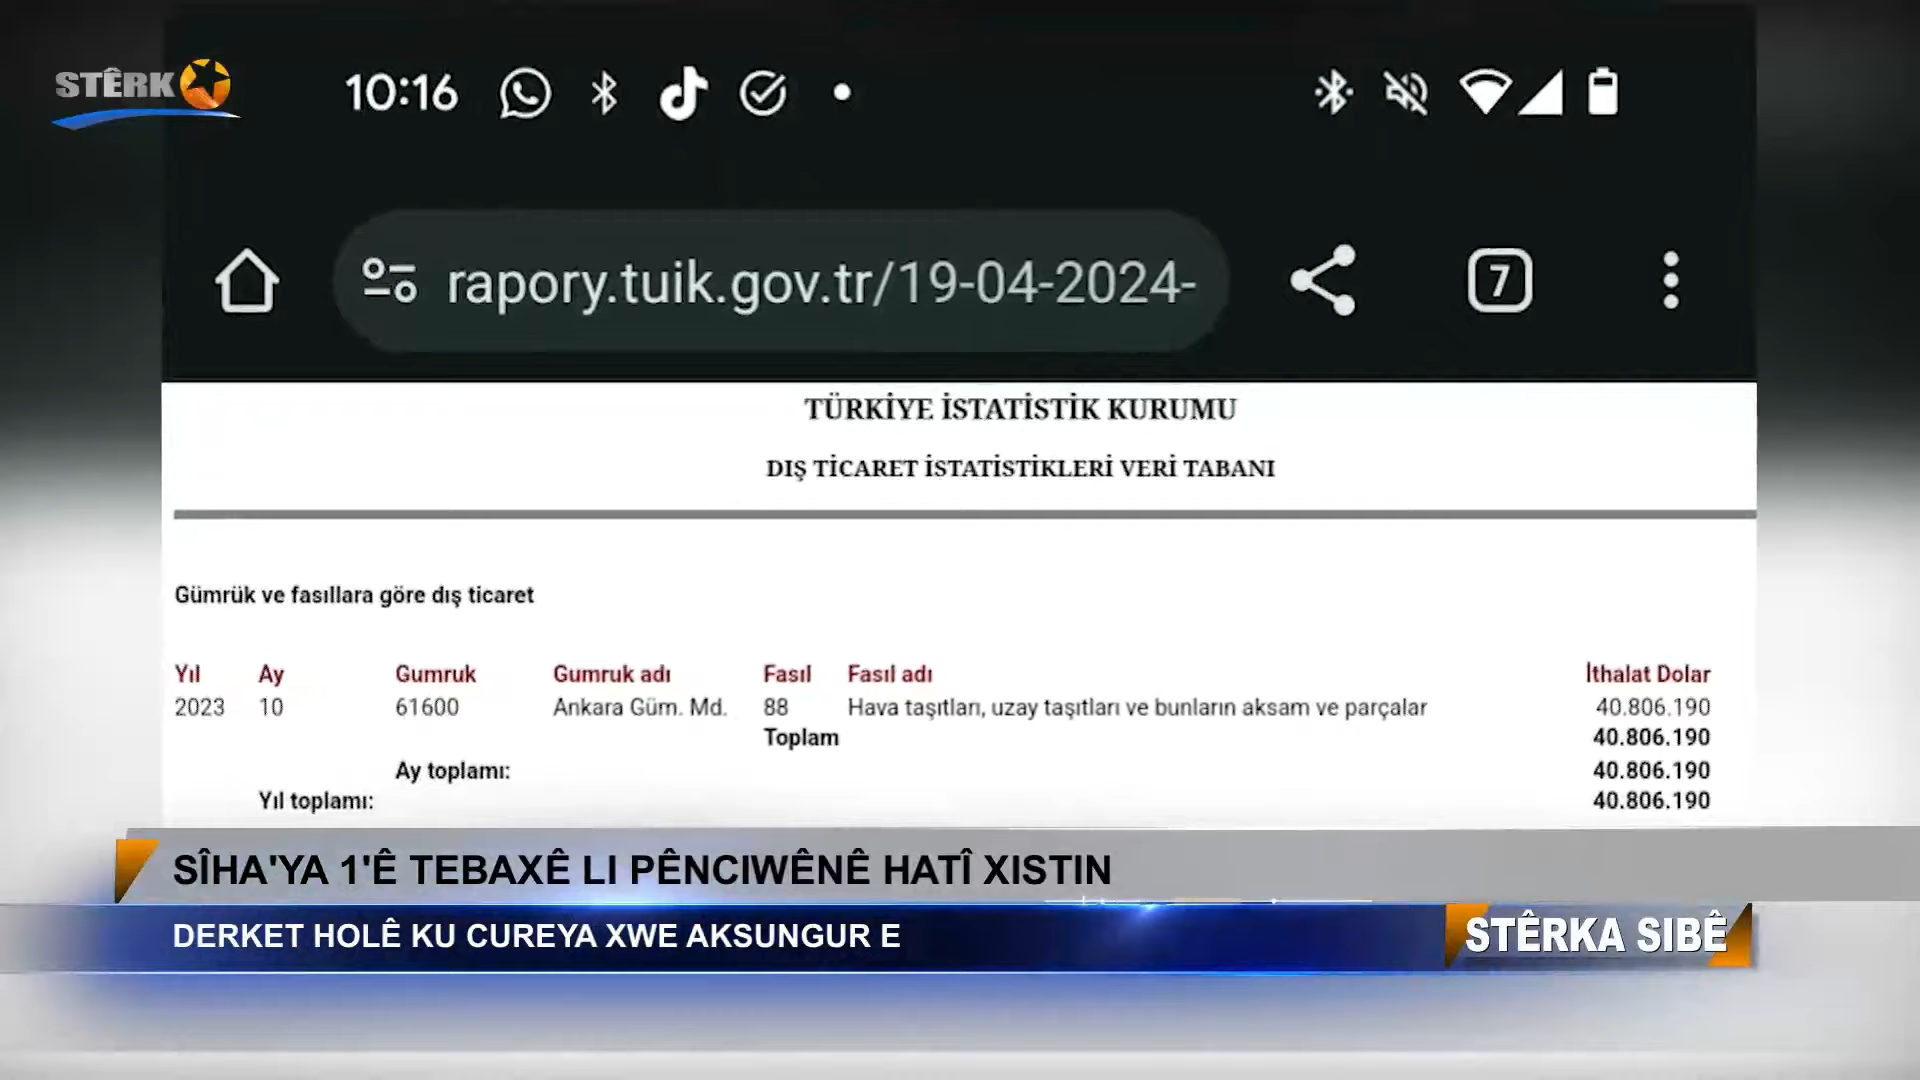 STÊRK
10:16
rapory.tuik.gov.tr/19-04-2024-
7
TÜRKİYE İSTATİSTİK KURUMU
DIŞ TİCARET İSTATİSTİKLERİ VERİ TABANI
Gümrük ve fasıllara göre dış ticaret
Yıl Ay Gumruk Gumruk adı Fasıl Fasıl adı İthalat Dolar
2023 10 61600 Ankara Güm. Md. 88 Hava taşıtları, uzay taşıtları ve bunların aksam ve parçalar 40.806.190
Toplam 40.806.190
Ay toplamı: 40.806.190
Yıl toplamı: 40.806.190
SÎHA'YA 1'Ê TEBAXÊ LI PÊNCIWÊNÊ HATÎ XISTIN
DERKET HOLÊ KU CUREYA XWE AKSUNGUR E
STÊRKA SIBÊ